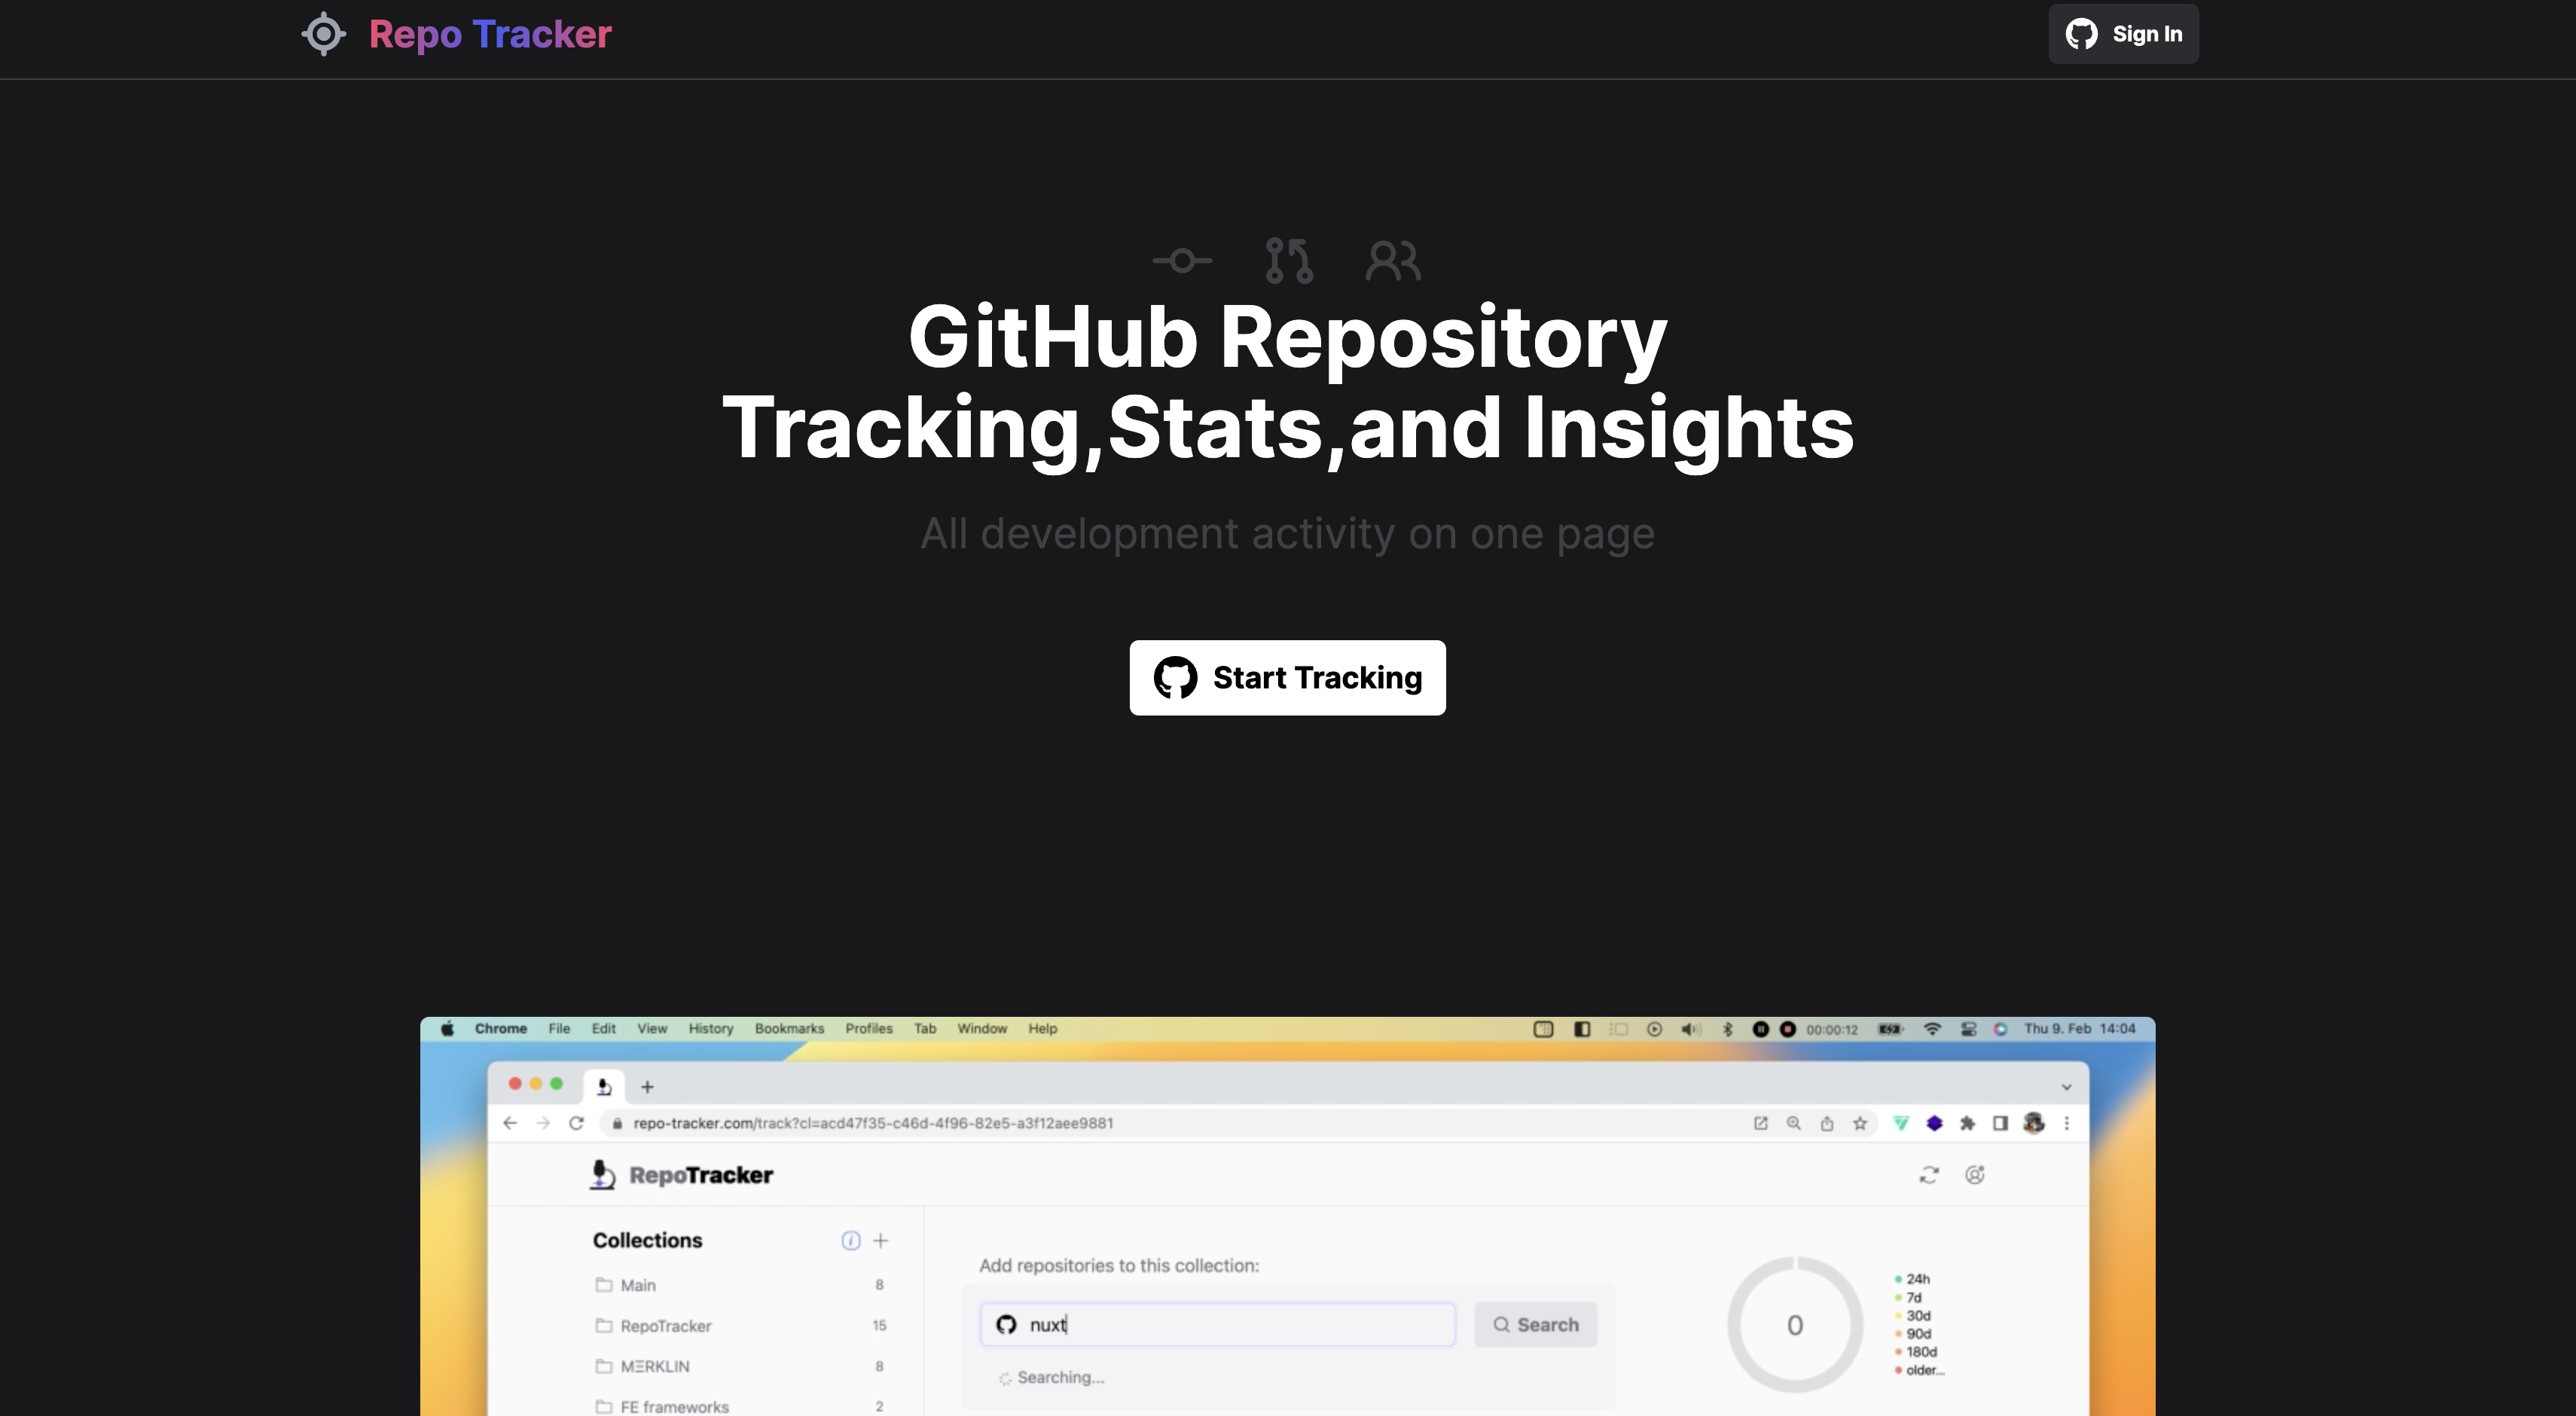 Repo Tracker
Sign In
GitHub Repository
Tracking,Stats,and Insights
All development activity on one page
Start Tracking
Chrome File Edit View History Bookmarks Profiles Tab Window Help 00:00:12 Thu 9. Feb 14:04
repo-tracker.com/track?cl=acd47f35-c46d-4f96-82e5-a3f12aee9881
RepoTracker
Collections
Main 8
RepoTracker 15
MΞRKLIN 8
FE frameworks 2
Add repositories to this collection:
nuxt
Search
Searching...
0
24h
7d
30d
90d
180d
older...